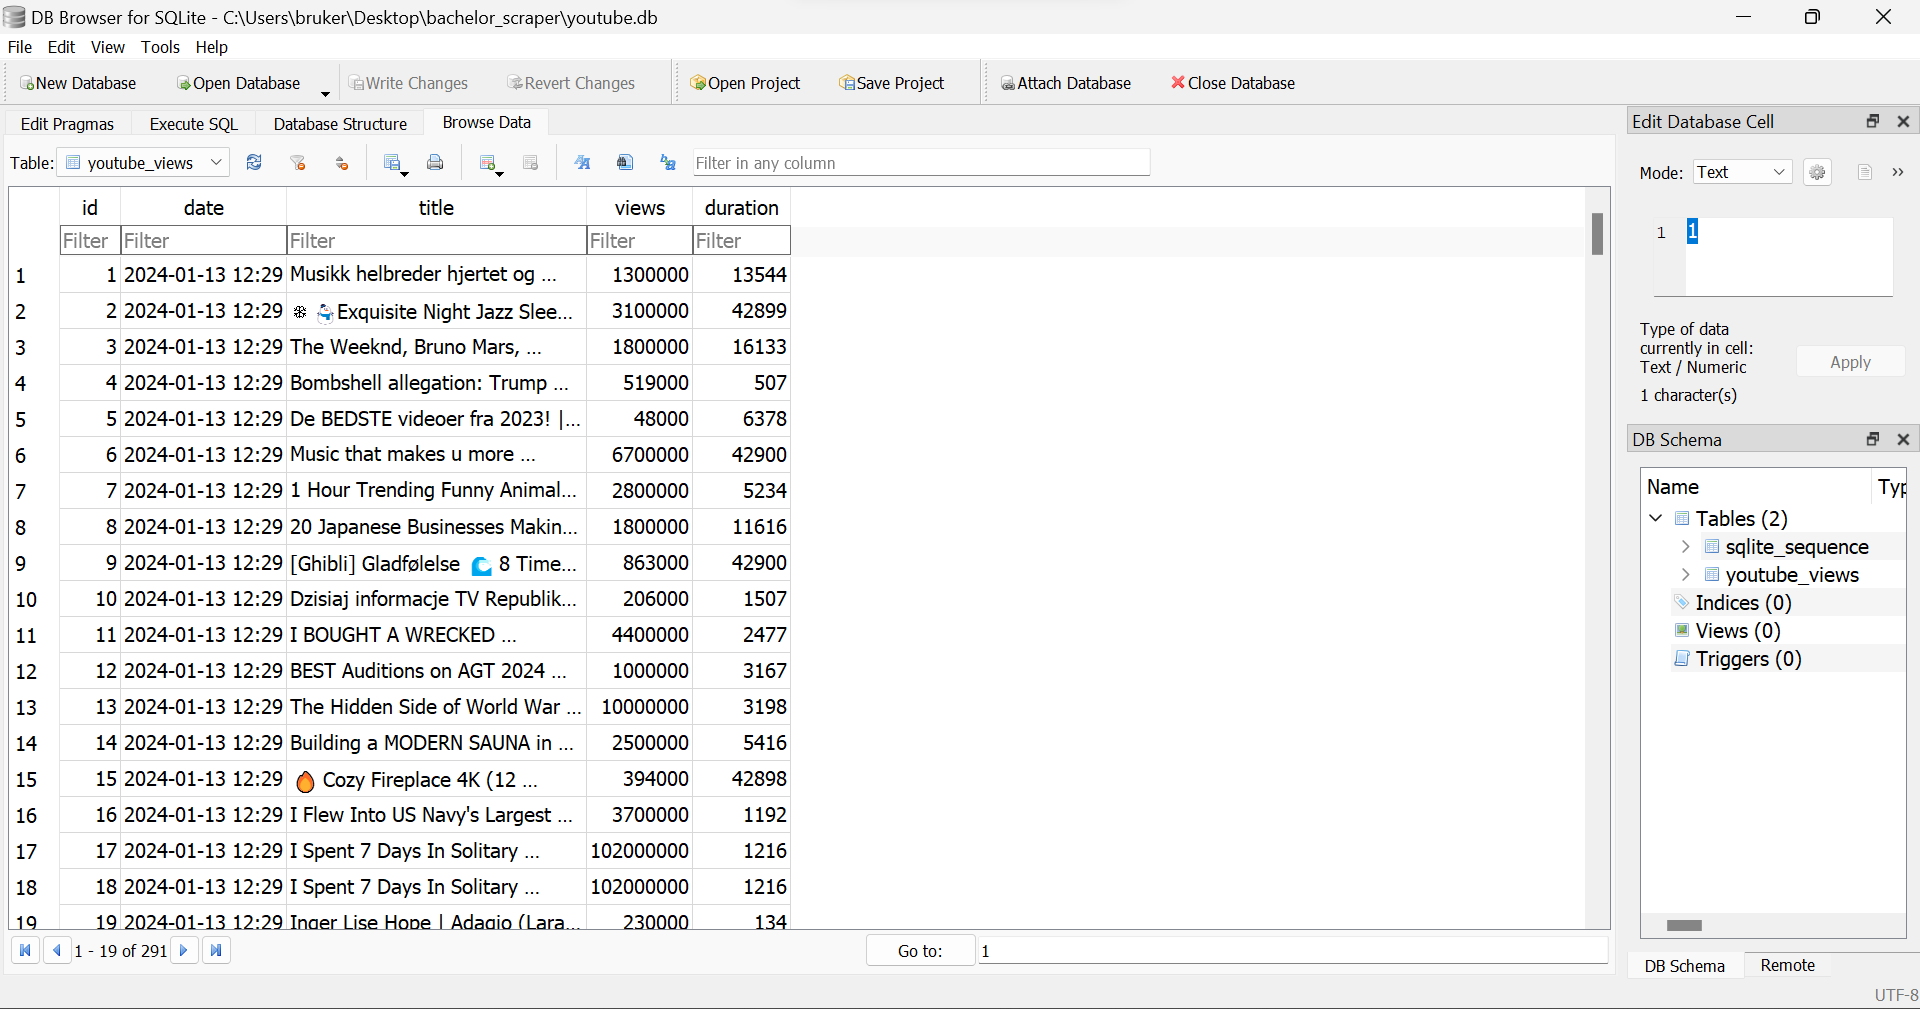 DB Browser for SQLite - C:\Users\bruker\Desktop\bachelor_scraper\youtube.db
File Edit View Tools Help
New Database Open Database Write Changes Revert Changes Open Project Save Project Attach Database Close Database
Edit Pragmas Execute SQL Database Structure Browse Data
Table: youtube_views Filter in any column
id date title views duration
Filter Filter Filter Filter Filter
1 1 2024-01-13 12:29 Musikk helbreder hjertet og ... 1300000 13544
2 2 2024-01-13 12:29 ❄ ⛄Exquisite Night Jazz Slee... 3100000 42899
3 3 2024-01-13 12:29 The Weeknd, Bruno Mars, ... 1800000 16133
4 4 2024-01-13 12:29 Bombshell allegation: Trump ... 519000 507
5 5 2024-01-13 12:29 De BEDSTE videoer fra 2023! |... 48000 6378
6 6 2024-01-13 12:29 Music that makes u more ... 6700000 42900
7 7 2024-01-13 12:29 1 Hour Trending Funny Animal... 2800000 5234
8 8 2024-01-13 12:29 20 Japanese Businesses Makin... 1800000 11616
9 9 2024-01-13 12:29 [Ghibli] Gladfølelse 🌊 8 Time... 863000 42900
10 10 2024-01-13 12:29 Dzisiaj informacje TV Republik... 206000 1507
11 11 2024-01-13 12:29 I BOUGHT A WRECKED ... 4400000 2477
12 12 2024-01-13 12:29 BEST Auditions on AGT 2024 ... 1000000 3167
13 13 2024-01-13 12:29 The Hidden Side of World War ... 10000000 3198
14 14 2024-01-13 12:29 Building a MODERN SAUNA in ... 2500000 5416
15 15 2024-01-13 12:29 🔥 Cozy Fireplace 4K (12 ... 394000 42898
16 16 2024-01-13 12:29 I Flew Into US Navy's Largest ... 3700000 1192
17 17 2024-01-13 12:29 I Spent 7 Days In Solitary ... 102000000 1216
18 18 2024-01-13 12:29 I Spent 7 Days In Solitary ... 102000000 1216
19 19 2024-01-13 12:29 Inger Lise Hope | Adagio (Lara... 230000 134
1 - 19 of 291 Go to: 1
Edit Database Cell
Mode: Text »
1 1
Type of data
currently in cell:
Text / Numeric
Apply
1 character(s)
DB Schema
Name Typ
Tables (2)
sqlite_sequence
youtube_views
Indices (0)
Views (0)
Triggers (0)
DB Schema Remote
UTF-8